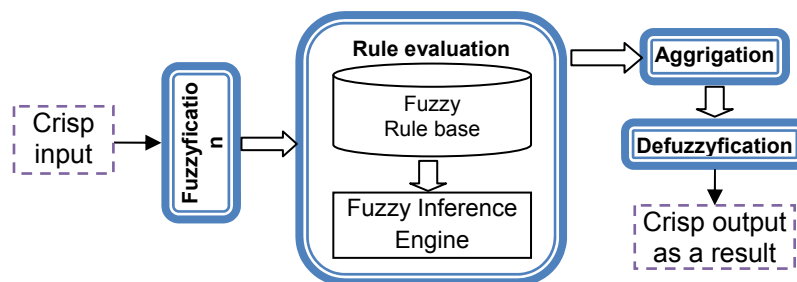 Crisp
input
Fuzzyficatio
n
Rule evaluation
Fuzzy
Rule base
Fuzzy Inference
Engine
Aggrigation
Defuzzyfication
Crisp output
as a result